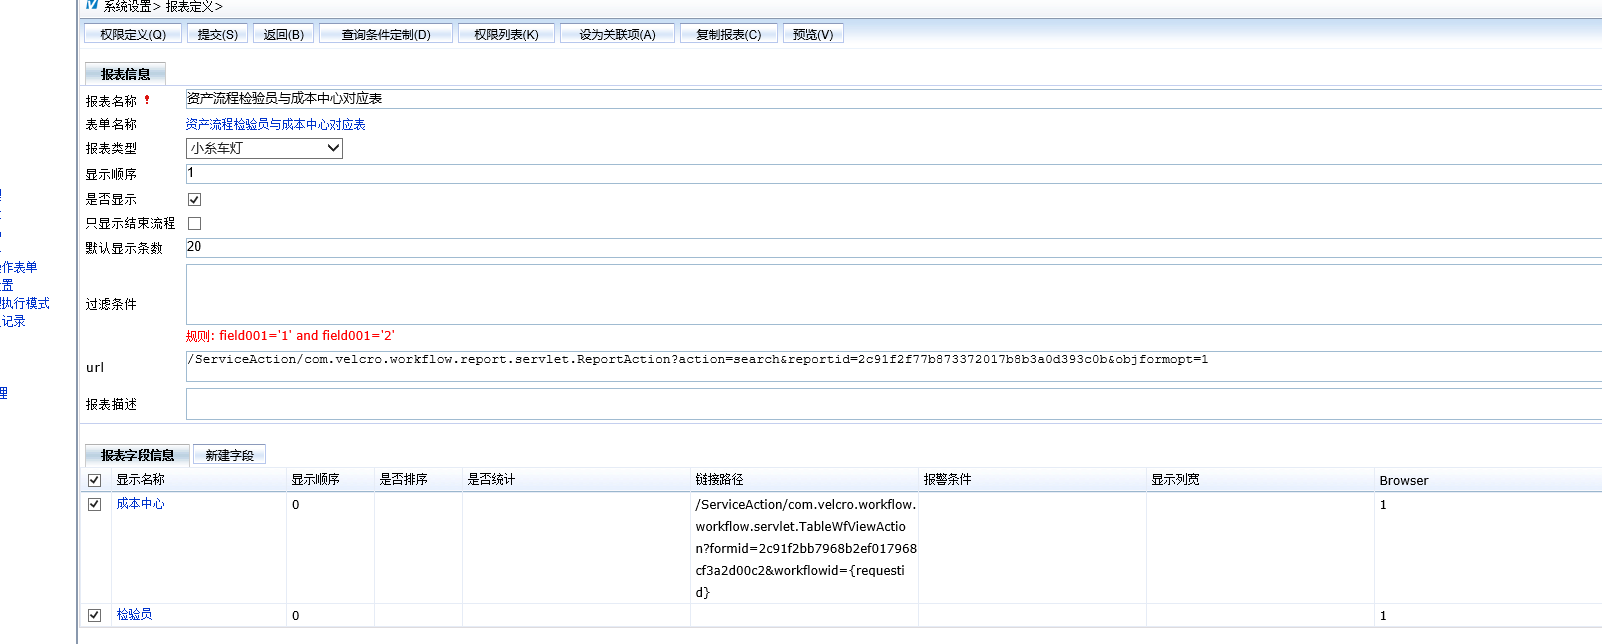 系统设置> 报表定义>
权限定义(Q) 提交(S) 返回(B) 查询条件定制(D) 权限列表(K) 设为关联项(A) 复制报表(C) 预览(V)
报表信息
报表名称 资产流程检验员与成本中心对应表
表单名称 资产流程检验员与成本中心对应表
报表类型 小糸车灯
显示顺序 1
是否显示
只显示结束流程
默认显示条数 20
作表单
置
执行模式
记录
过滤条件
规则: field001='1' and field001='2'
url /ServiceAction/com.velcro.workflow.report.servlet.ReportAction?action=search&reportid=2c91f2f77b873372017b8b3a0d393c0b&objformopt=1
理
报表描述
报表字段信息 新建字段
显示名称 显示顺序 是否排序 是否统计 链接路径 报警条件 显示列宽 Browser
成本中心 0 /ServiceAction/com.velcro.workflow. 1
workflow.servlet.TableWfViewActio
n?formid=2c91f2bb7968b2ef017968
cf3a2d00c2&workflowid={requesti
d}
检验员 0 1